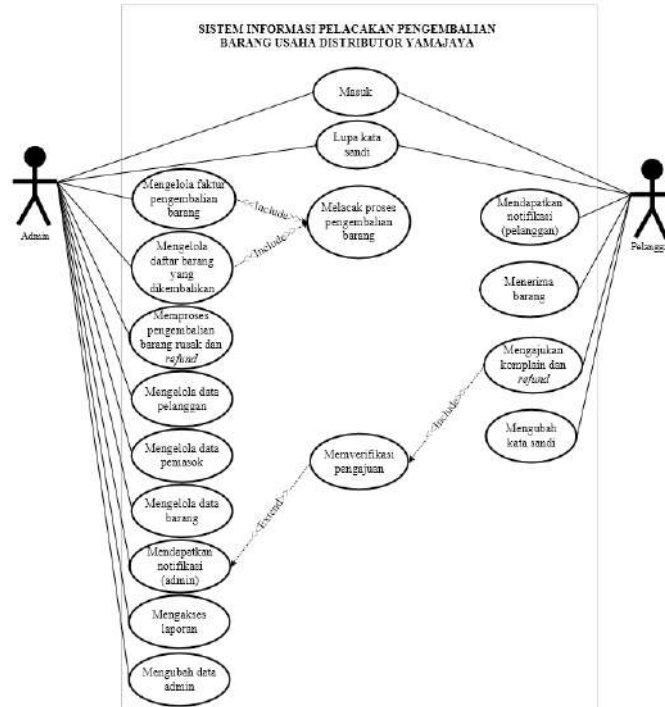 SISTEM INFORMASI PELACAKAN PENGEMBALIAN
BARANG USAHA DISTRIBUTOR YAMAJAYA
Masuk
Lupa kata
sandi
Mengelola faktur
pengembalian
barang
<<Include>>
Melacak proses
pengembalian
barang
Mendapatkan
notifikasi
(pelanggan)
Admin
Pelangga
Mengelola
daftar barang
yang
dikembalikan
<<Include>>
Menerima
barang
Memproses
pengembalian
barang rusak dan
refund
Mengajukan
komplain dan
refund
Mengelola data
pelanggan
<<Include>>
Mengubah
kata sandi
Mengelola data
pemasok
Memverifikasi
pengajuan
Mengelola data
barang
<<Extend>>
Mendapatkan
notifikasi
(admin)
Mengakses
laporan
Mengubah data
admin